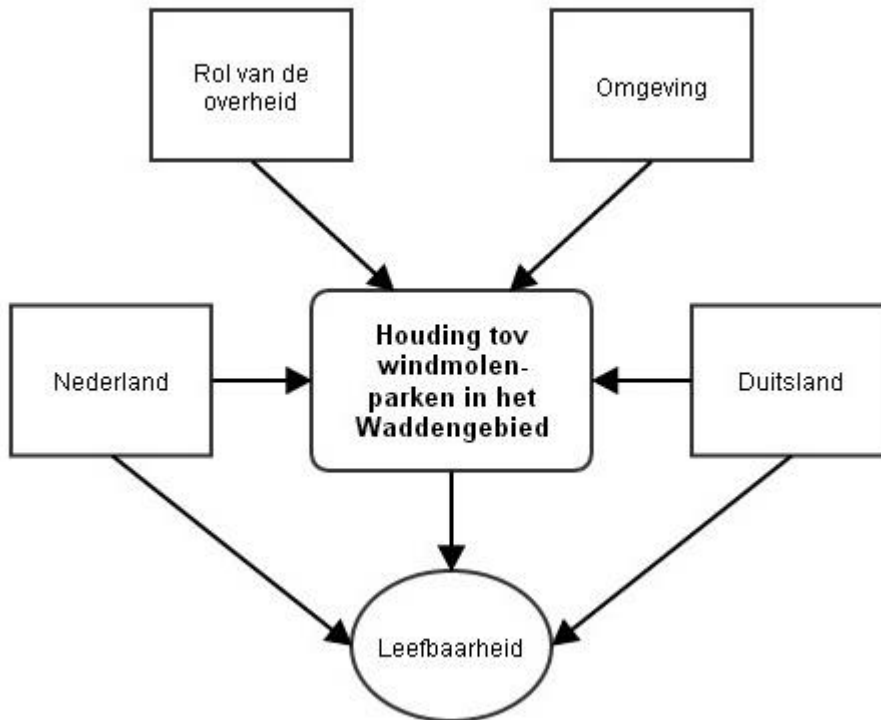 Rol van de
overheid
Omgeving
Nederland
Houding tov
windmolen-
parken in het
Waddengebied
Duitsland
Leefbaarheid